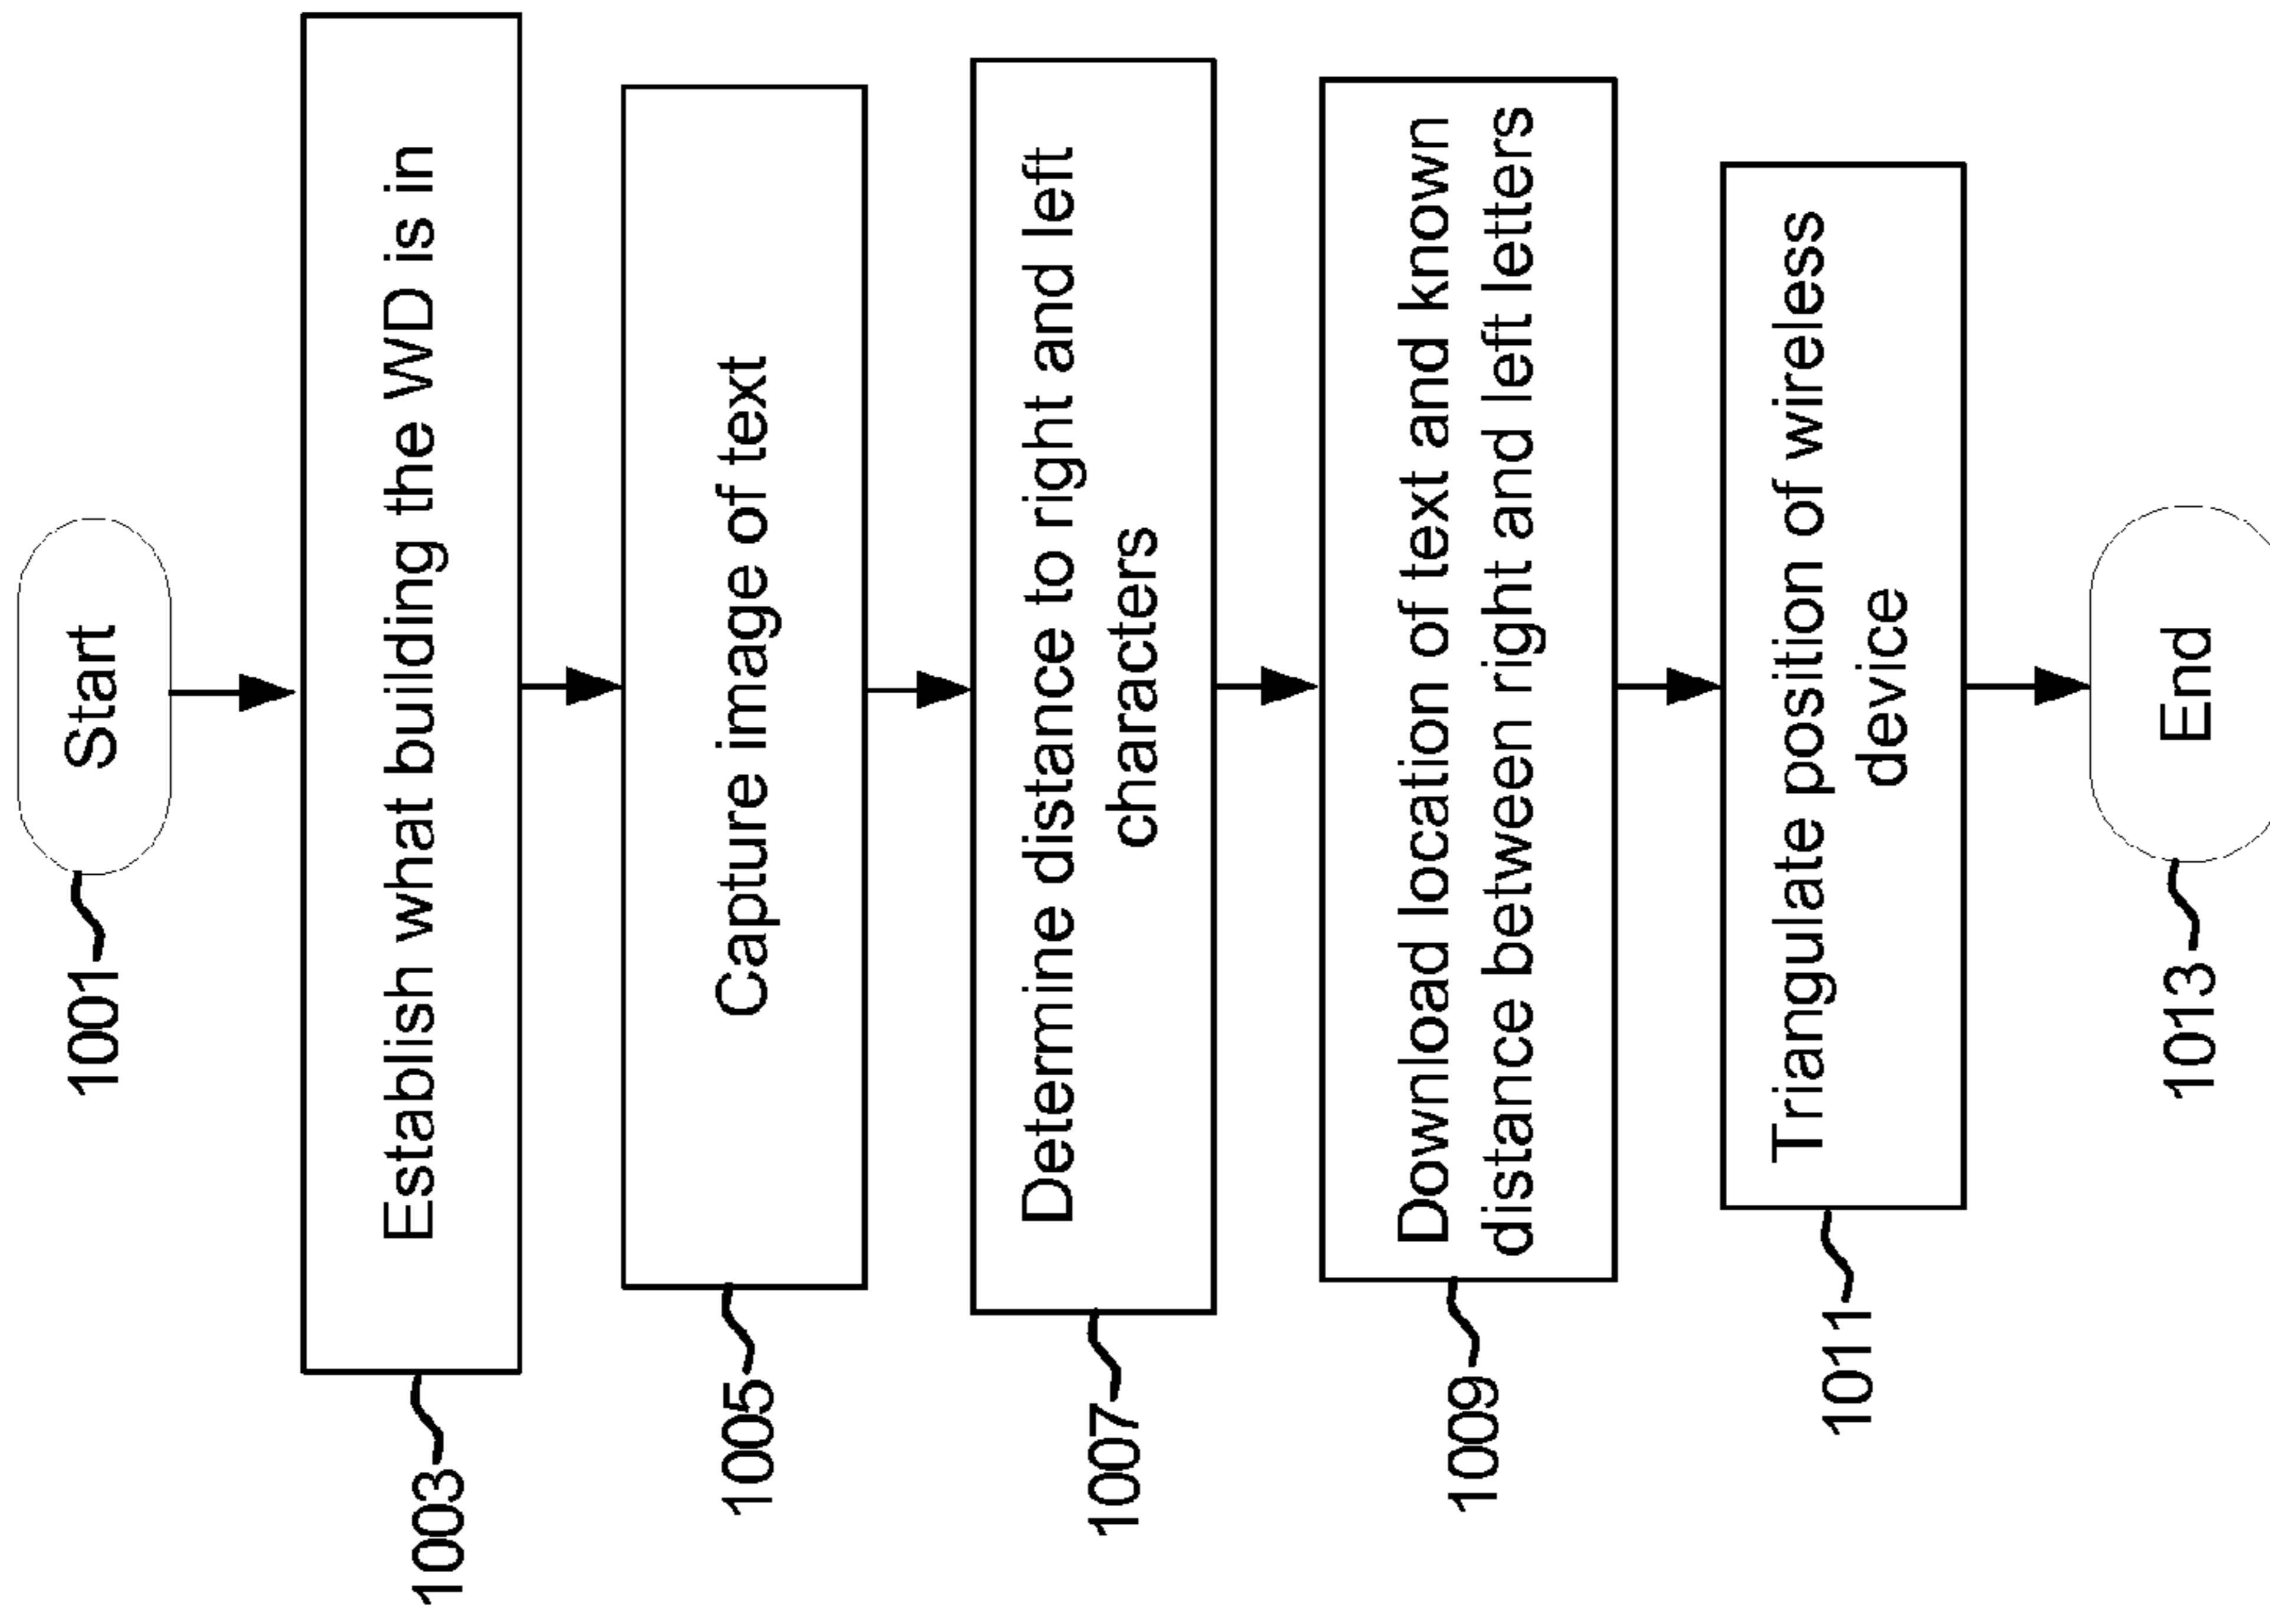 Start
1001
Establish what building the WD is in
1003
Capture image of text
1005
Determine distance to right and left
characters
1007
Download location of text and known
distance between right and left letters
1009
Triangulate position of wireless
device
1011
End
1013